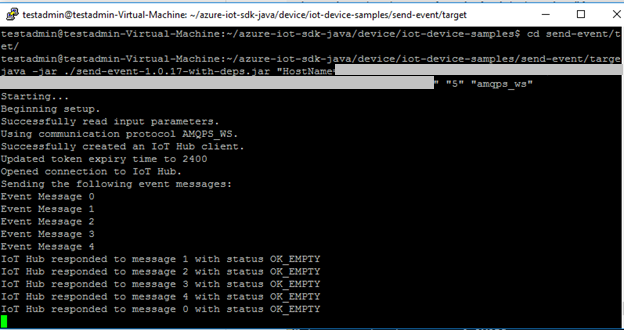 testadmin@testadmin-Virtual-Machine: ~/azure-iot-sdk-java/device/iot-device-samples/send-event/target
testadmin@testadmin-Virtual-Machine:~/azure-iot-sdk-java/device/iot-device-samples$ cd send-event/t
et/
testadmin@testadmin-Virtual-Machine:~/azure-iot-sdk-java/device/iot-device-samples/send-event/targe
java -jar ./send-event-1.0.17-with-deps.jar "HostName
" "5" "amqps_ws"
Starting...
Beginning setup.
Successfully read input parameters.
Using communication protocol AMQPS_WS.
Successfully created an IoT Hub client.
Updated token expiry time to 2400
Opened connection to IoT Hub.
Sending the following event messages:
Event Message 0
Event Message 1
Event Message 2
Event Message 3
Event Message 4
IoT Hub responded to message 1 with status OK_EMPTY
IoT Hub responded to message 2 with status OK_EMPTY
IoT Hub responded to message 3 with status OK_EMPTY
IoT Hub responded to message 4 with status OK_EMPTY
IoT Hub responded to message 0 with status OK_EMPTY